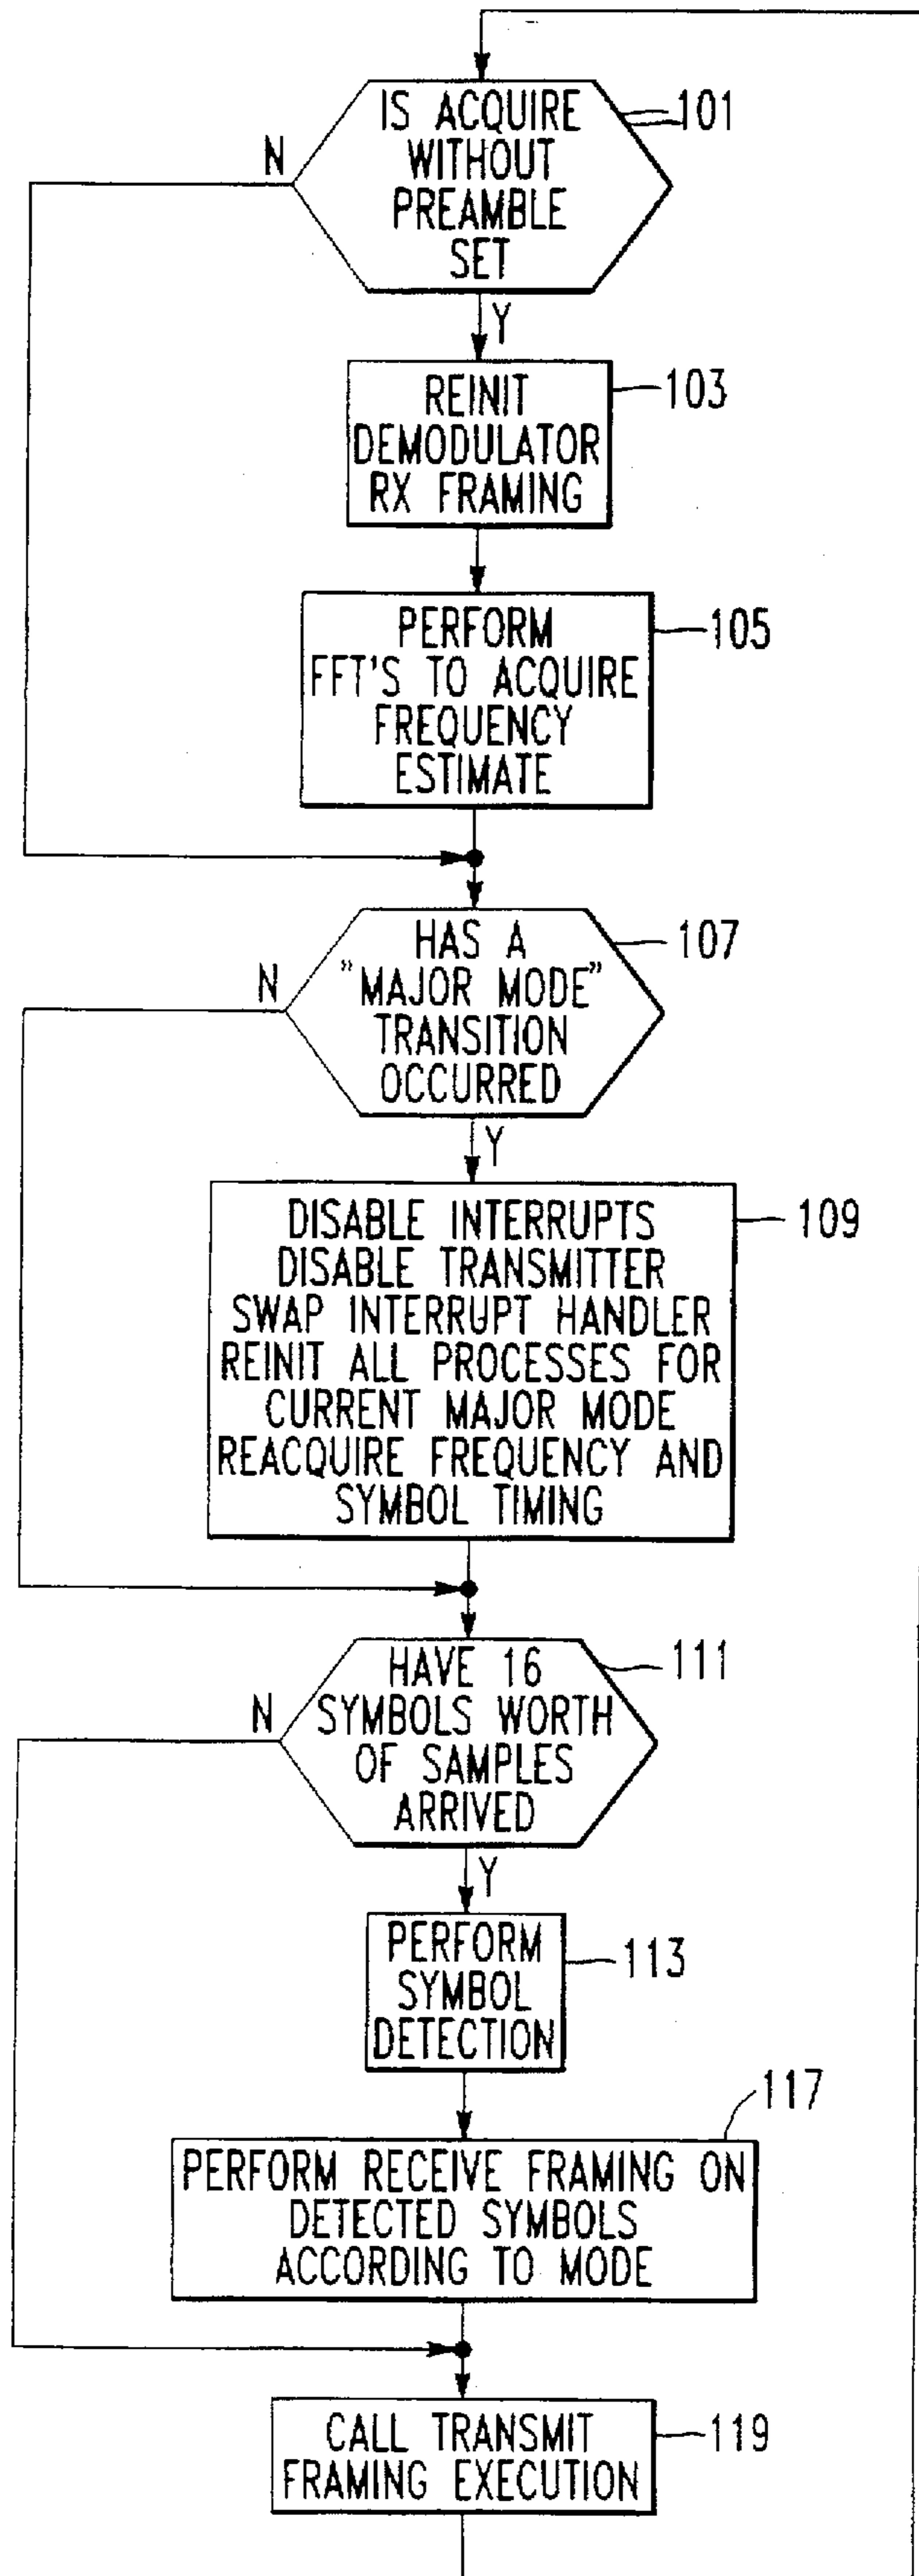 IS ACQUIRE
WITHOUT
PREAMBLE
SET
101
N
Y
REINIT
DEMODULATOR
RX FRAMING
103
PERFORM
FFT'S TO ACQUIRE
FREQUENCY
ESTIMATE
105
HAS A
"MAJOR MODE"
TRANSITION
OCCURRED
107
N
Y
DISABLE INTERRUPTS
DISABLE TRANSMITTER
SWAP INTERRUPT HANDLER
REINIT ALL PROCESSES FOR
CURRENT MAJOR MODE
REACQUIRE FREQUENCY AND
SYMBOL TIMING
109
HAVE 16
SYMBOLS WORTH
OF SAMPLES
ARRIVED
111
N
Y
PERFORM
SYMBOL
DETECTION
113
117
PERFORM RECEIVE FRAMING ON
DETECTED SYMBOLS
ACCORDING TO MODE
CALL TRANSMIT
FRAMING EXECUTION
119